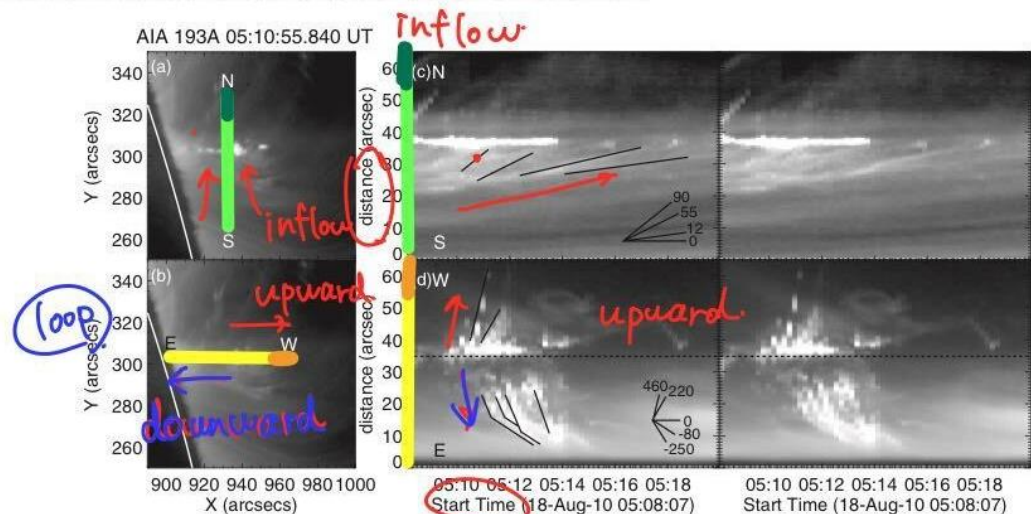 inflow.
AIA 193A 05:10:55.840 UT
(a)
N
S
340
320
300
280
260
Y (arcsecs)
inflow
(c)N
60
50
40
30
20
10
0
distance (arcsec)
S
90
55
12
0
loop
(b)
upward
E
W
340
320
300
280
260
Y (arcsecs)
downward
900 920 940 960 980 1000
X (arcsecs)
d)W
60
50
40
30
20
10
0
distance (arcsec)
upward.
E
460 220
0
-80
-250
05:10 05:12 05:14 05:16 05:18
Start Time (18-Aug-10 05:08:07)
05:10 05:12 05:14 05:16 05:18
Start Time (18-Aug-10 05:08:07)